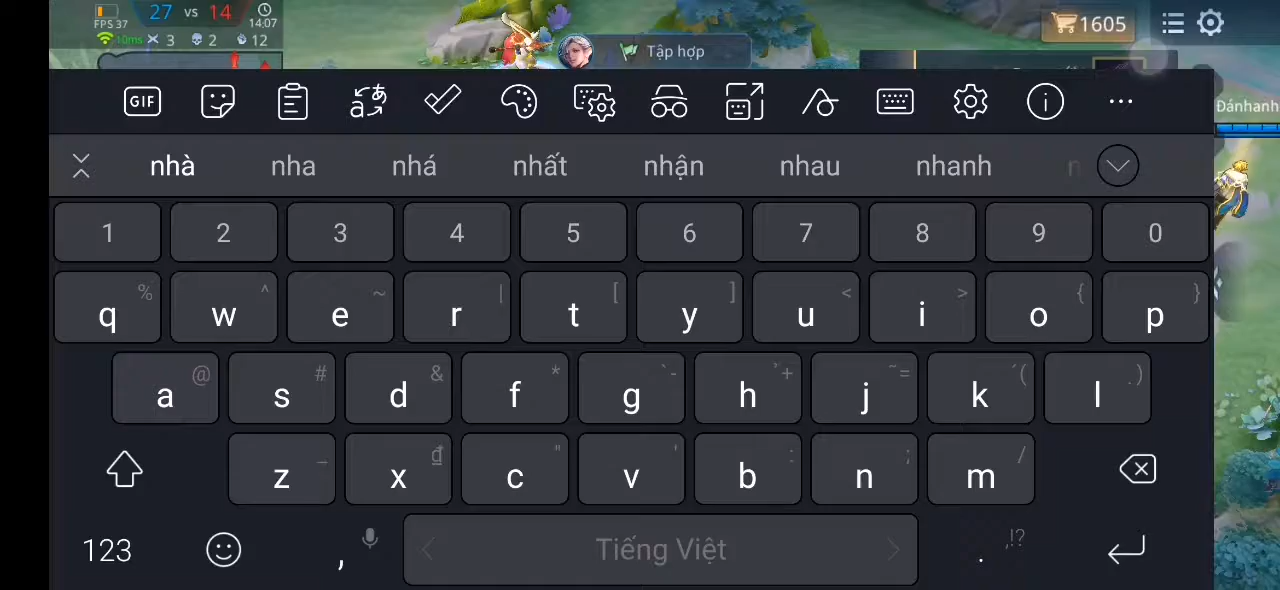 27 vs 14
FPS 37
14:07
10ms 3 2 12
Tập hợp
1605
Đánhanh
GIF
nhà nha nhá nhất nhận nhau nhanh
1 2 3 4 5 6 7 8 9 0
% ^ ~ | [ ] < > { }
q w e r t y u i o p
@ # & * `- ̉+ ~= ´( .)
a s d f g h j k l
_ ₫ " ' : ; /
z x c v b n m
123 , Tiếng Việt . ,!?